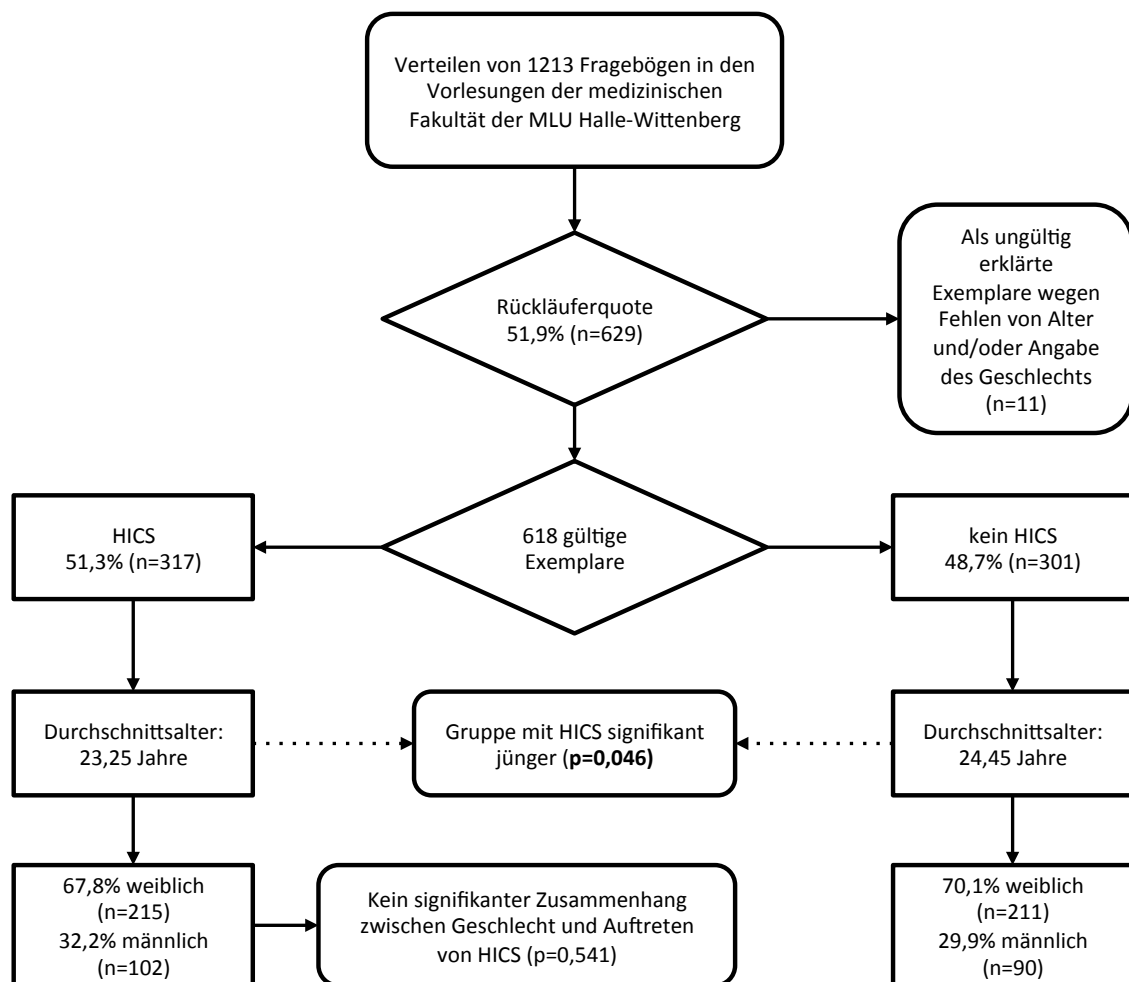 Verteilen von 1213 Fragebögen in den
Vorlesungen der medizinischen
Fakultät der MLU Halle-Wittenberg
Rückläuferquote
51,9% (n=629)
Als ungültig
erklärte
Exemplare wegen
Fehlen von Alter
und/oder Angabe
des Geschlechts
(n=11)
618 gültige
Exemplare
HICS
51,3% (n=317)
kein HICS
48,7% (n=301)
Durchschnittsalter:
23,25 Jahre
Gruppe mit HICS signifikant
jünger (p=0,046)
Durchschnittsalter:
24,45 Jahre
67,8% weiblich
(n=215)
32,2% männlich
(n=102)
Kein signifikanter Zusammenhang
zwischen Geschlecht und Auftreten
von HICS (p=0,541)
70,1% weiblich
(n=211)
29,9% männlich
(n=90)